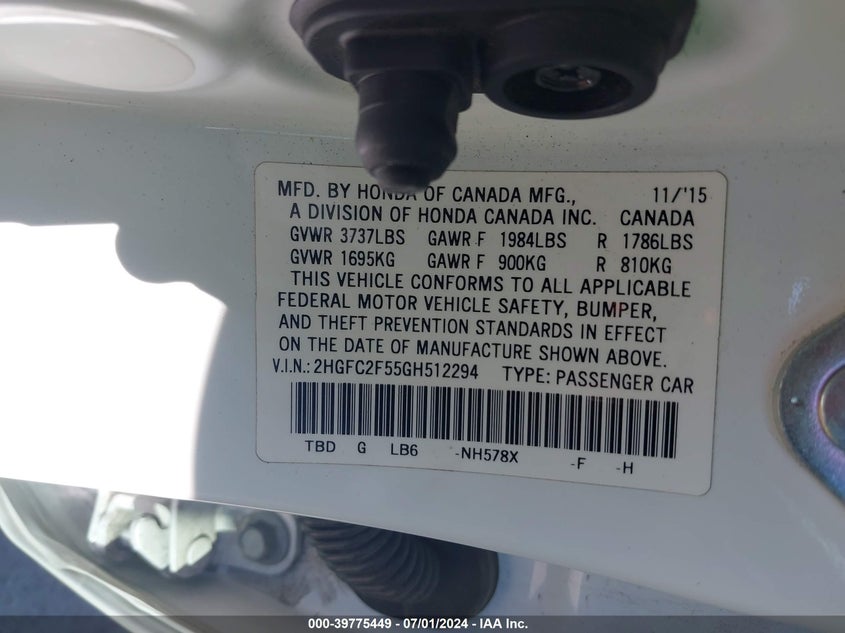 MFD. BY HONDA OF CANADA MFG., 11/'15
A DIVISION OF HONDA CANADA INC. CANADA
GVWR 3737LBS GAWR F 1984LBS R 1786LBS
GVWR 1695KG GAWR F 900KG R 810KG
THIS VEHICLE CONFORMS TO ALL APPLICABLE
FEDERAL MOTOR VEHICLE SAFETY, BUMPER,
AND THEFT PREVENTION STANDARDS IN EFFECT
ON THE DATE OF MANUFACTURE SHOWN ABOVE.
V.I.N.: 2HGFC2F55GH512294 TYPE: PASSENGER CAR
TBD G LB6 -NH578X -F -H
000-39775449 - 07/01/2024 - IAA Inc.